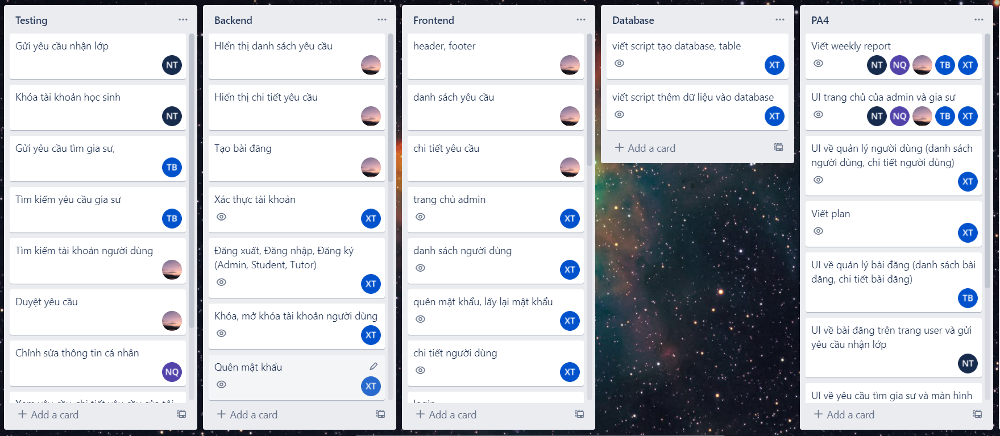 Testing
Gửi yêu cầu nhận lớp
NT
Khóa tài khoản học sinh
NT
Gửi yêu cầu tìm gia sư,
TB
Tìm kiếm yêu cầu gia sư
TB
Tìm kiếm tài khoản người dùng
Duyệt yêu cầu
Chỉnh sửa thông tin cá nhân
NQ
Add a card
Backend
HIển thị danh sách yêu cầu
Hiển thị chi tiết yêu cầu
Tạo bài đăng
Xác thực tài khoản
XT
Đăng xuất, Đăng nhập, Đăng ký
(Admin, Student, Tutor)
XT
Khóa, mở khóa tài khoản người dùng
XT
Quên mật khẩu
XT
Add a card
Frontend
header, footer
danh sách yêu cầu
chi tiết yêu cầu
trang chủ admin
XT
danh sách người dùng
XT
quên mật khẩu, lấy lại mật khẩu
XT
chi tiết người dùng
XT
login
Add a card
Database
viết script tạo database, table
XT
viết script thêm dữ liệu vào database
XT
Add a card
PA4
Viết weekly report
NT NQ TB XT
UI trang chủ của admin và gia sư
NT NQ TB XT
UI về quản lý người dùng (danh sách
người dùng, chi tiết người dùng)
XT
Viết plan
XT
UI về quản lý bài đăng (danh sách bài
đăng, chi tiết bài đăng)
TB
UI về bài đăng trên trang user và gửi
yêu cầu nhận lớp
NT
UI về yêu cầu tìm gia sư và màn hình
Add a card